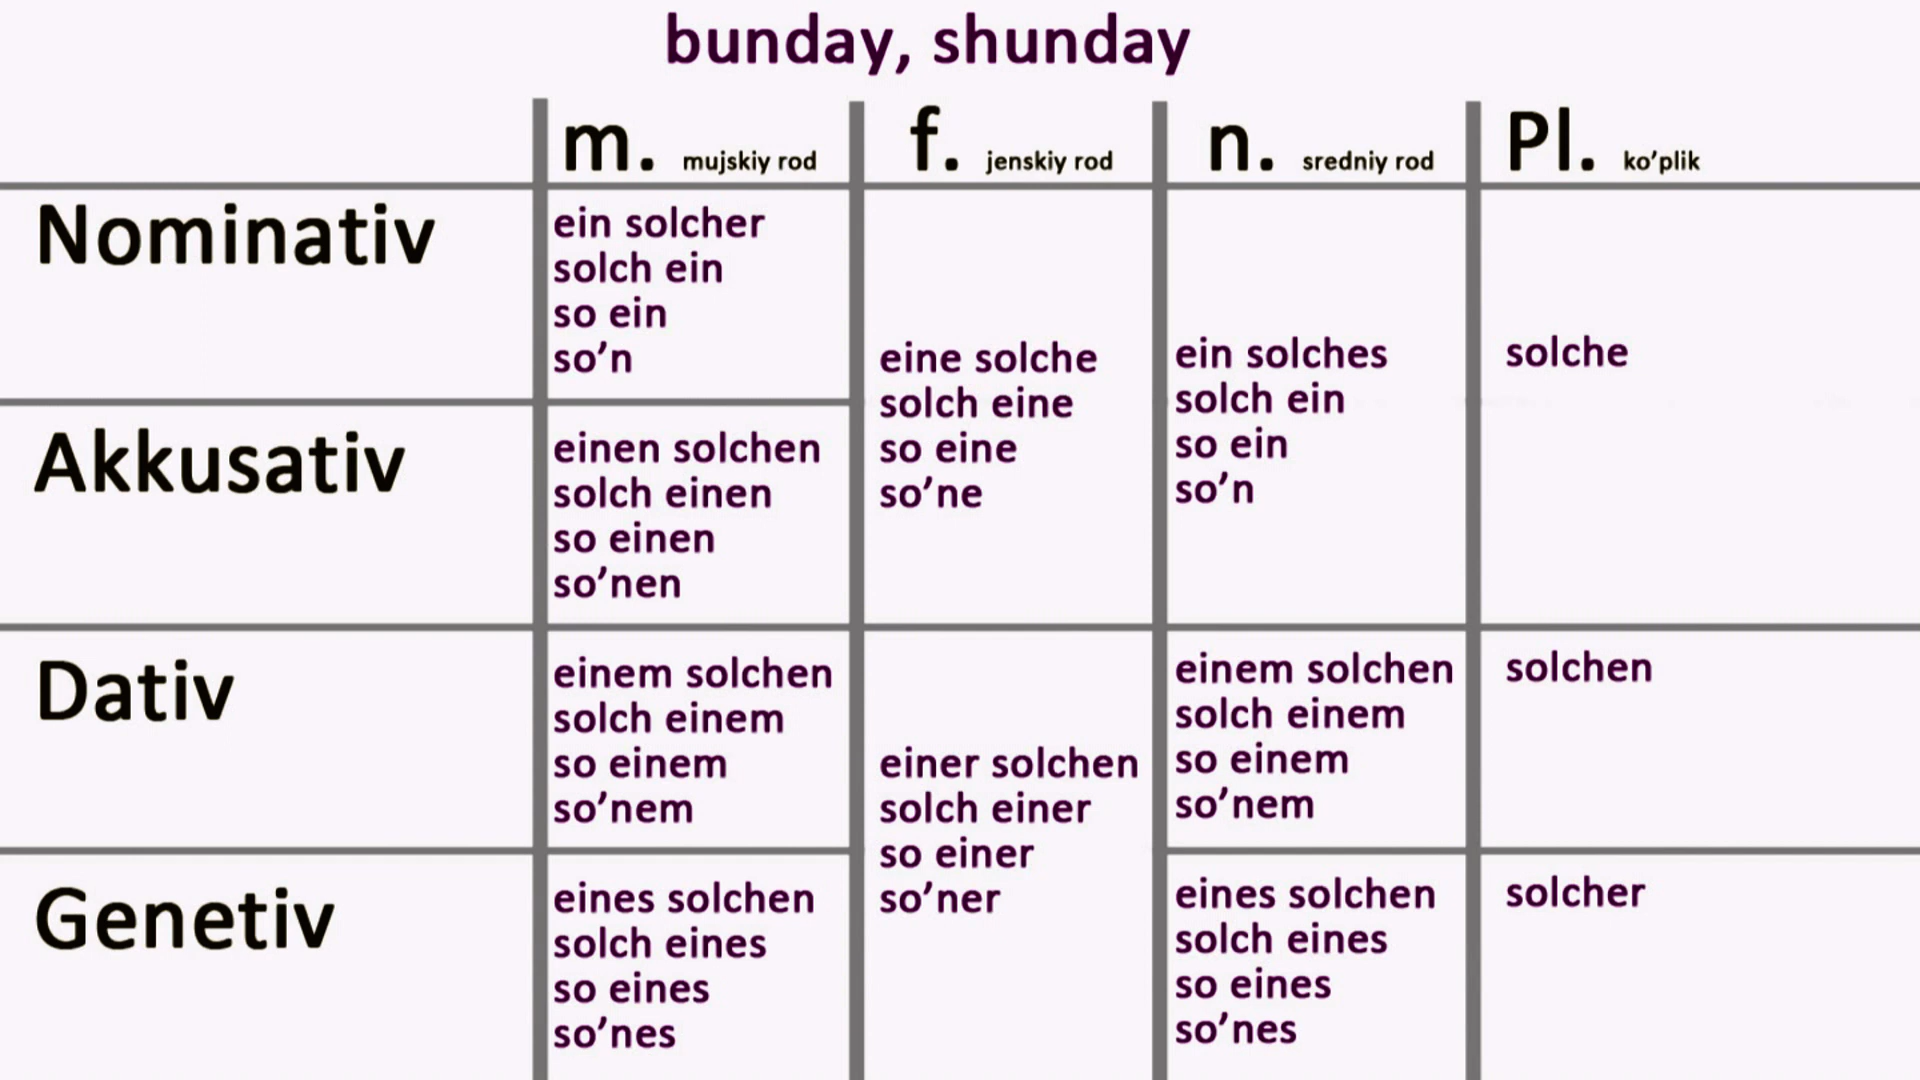 bunday, shunday
m. mujskiy rod
f. jenskiy rod
n. sredniy rod
Pl. ko’plik
Nominativ
ein solcher
solch ein
so ein
so’n
eine solche
solch eine
so eine
so’ne
ein solches
solch ein
so ein
so’n
solche
Akkusativ
einen solchen
solch einen
so einen
so’nen
Dativ
einem solchen
solch einem
so einem
so’nem
einer solchen
solch einer
so einer
so’ner
einem solchen
solch einem
so einem
so’nem
solchen
Genetiv
eines solchen
solch eines
so eines
so’nes
eines solchen
solch eines
so eines
so’nes
solcher